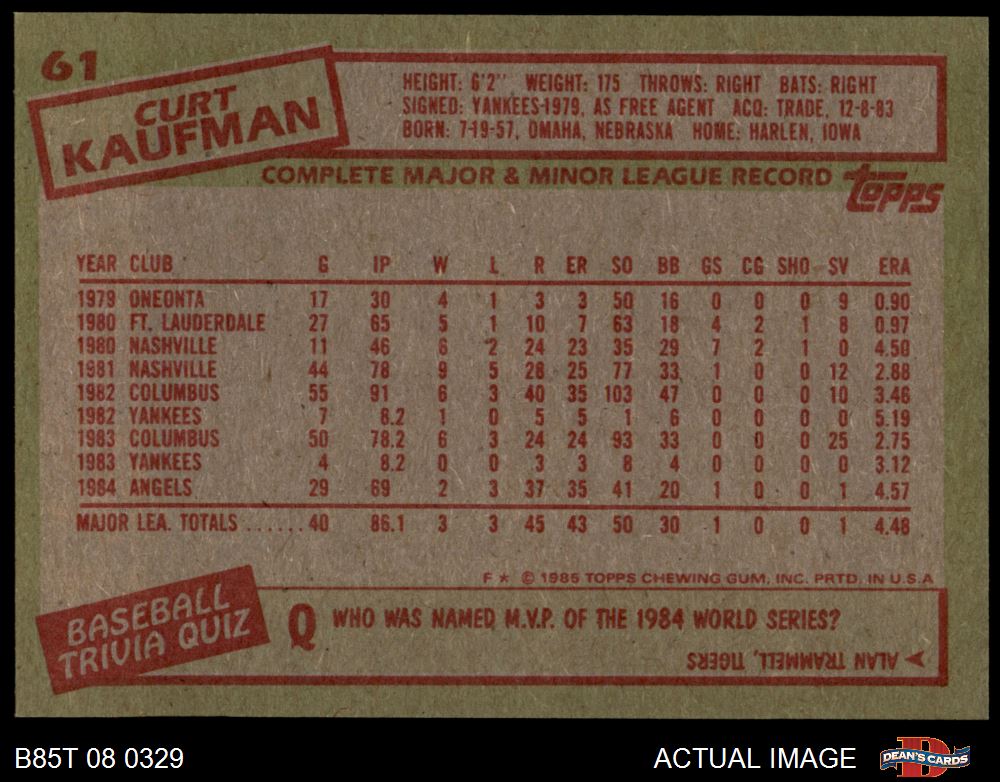 61
CURT
KAUFMAN
HEIGHT: 6'2" WEIGHT: 175 THROWS: RIGHT BATS: RIGHT
SIGNED: YANKEES-1979, AS FREE AGENT ACQ: TRADE, 12-8-83
BORN: 7-19-57, OMAHA, NEBRASKA HOME: HARLEN, IOWA
COMPLETE MAJOR & MINOR LEAGUE RECORD
Topps
YEAR CLUB G IP W L R ER SO BB GS CG SHO SV ERA
1979 ONEONTA 17 30 4 1 3 3 50 16 0 0 0 9 0.90
1980 FT. LAUDERDALE 27 65 5 1 10 7 63 18 4 2 1 8 0.97
1980 NASHVILLE 11 46 6 2 24 23 35 29 7 2 1 0 4.50
1981 NASHVILLE 44 78 9 5 28 25 77 33 1 0 0 12 2.88
1982 COLUMBUS 55 91 6 3 40 35 103 47 0 0 0 10 3.46
1982 YANKEES 7 8.2 1 0 5 5 1 6 0 0 0 0 5.19
1983 COLUMBUS 50 78.2 6 3 24 24 93 33 0 0 0 25 2.75
1983 YANKEES 4 8.2 0 0 3 3 8 4 0 0 0 0 3.12
1984 ANGELS 29 69 2 3 37 35 41 20 1 0 0 1 4.57
MAJOR LEA. TOTALS ...... 40 86.1 3 3 45 43 50 30 1 0 0 1 4.48
F * © 1985 TOPPS CHEWING GUM, INC. PRTD. IN U.S.A
BASEBALL
TRIVIA QUIZ
Q WHO WAS NAMED M.V.P. OF THE 1984 WORLD SERIES?
ALAN TRAMMELL, TIGERS
B85T 08 0329
ACTUAL IMAGE
D
DEAN'S CARDS